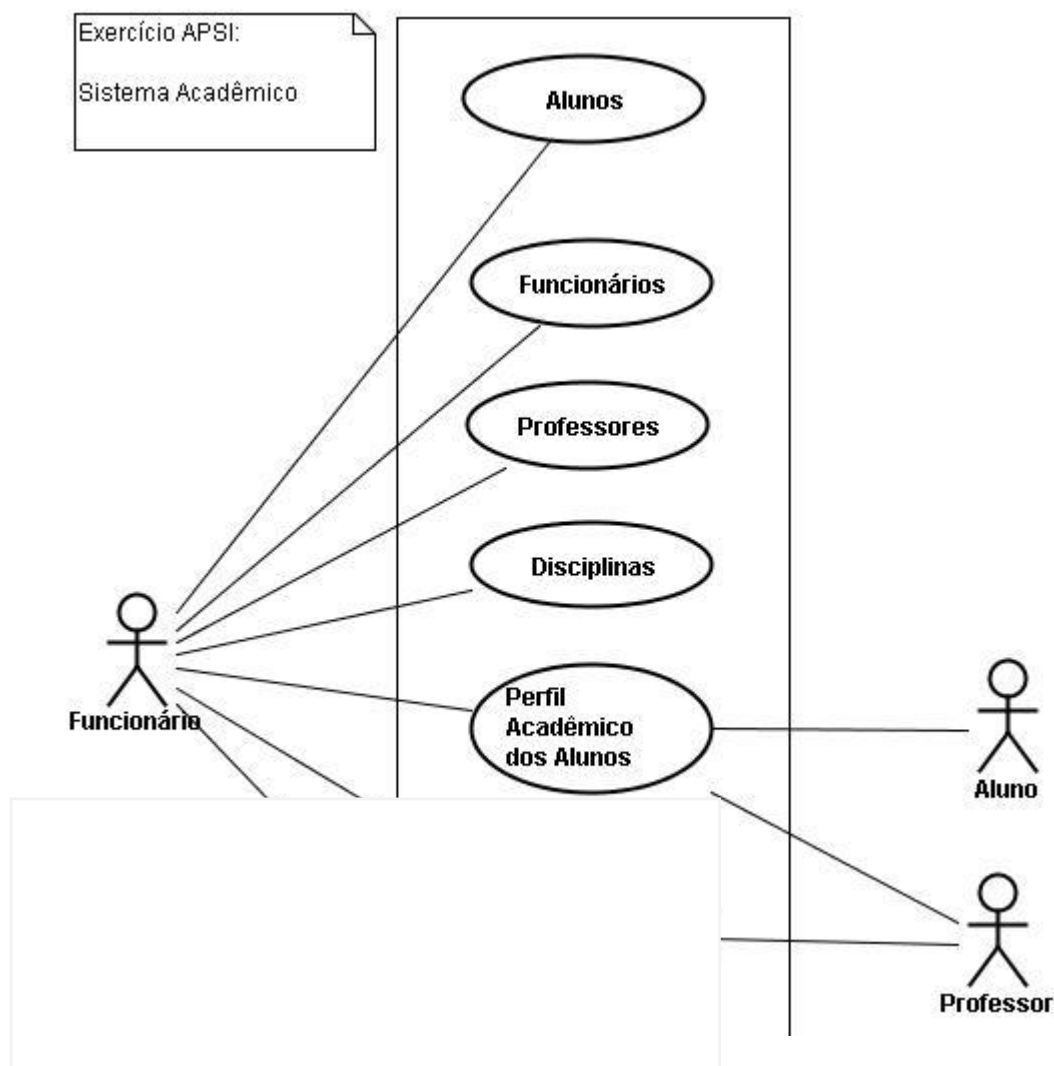 Exercício APSI:
Sistema Acadêmico
Alunos
Funcionários
Professores
Disciplinas
Perfil
Acadêmico
dos Alunos
Funcionário
Aluno
Professor